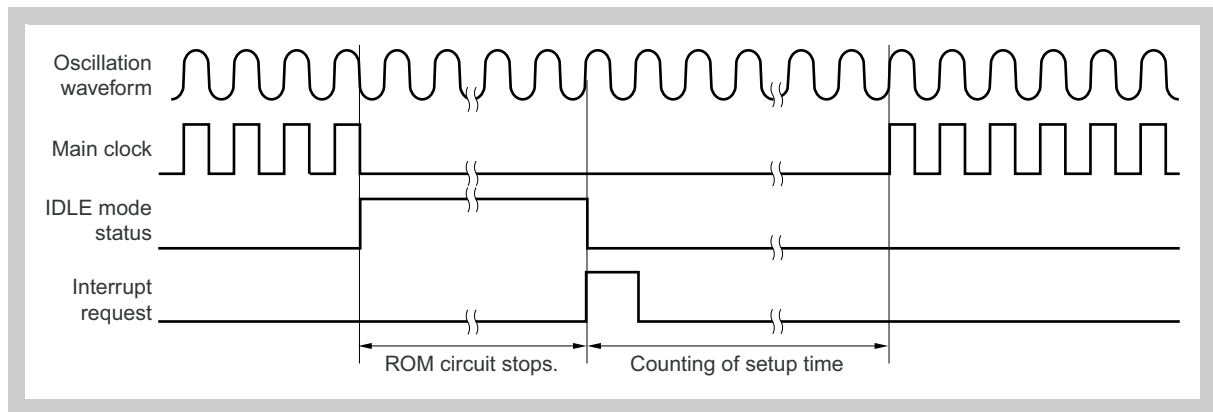 Oscillation
waveform
Main clock
IDLE mode
status
Interrupt
request
ROM circuit stops.
Counting of setup time